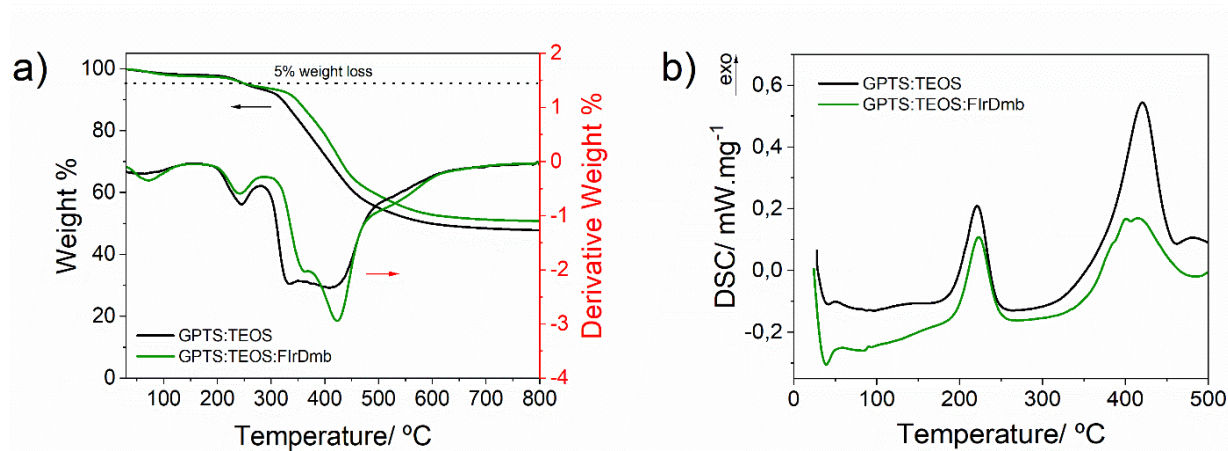 a)
5% weight loss
Weight %
100
80
60
40
20
0
GPTS:TEOS
GPTS:TEOS:FIrDmb
100 200 300 400 500 600 700 800
Temperature/ ºC
2
1
0
-1
-2
-3
-4
Derivative Weight %
b)
exo
DSC/ mW.mg-1
0,6
0,4
0,2
0,0
-0,2
GPTS:TEOS
GPTS:TEOS:FIrDmb
0 100 200 300 400 500
Temperature/ ºC